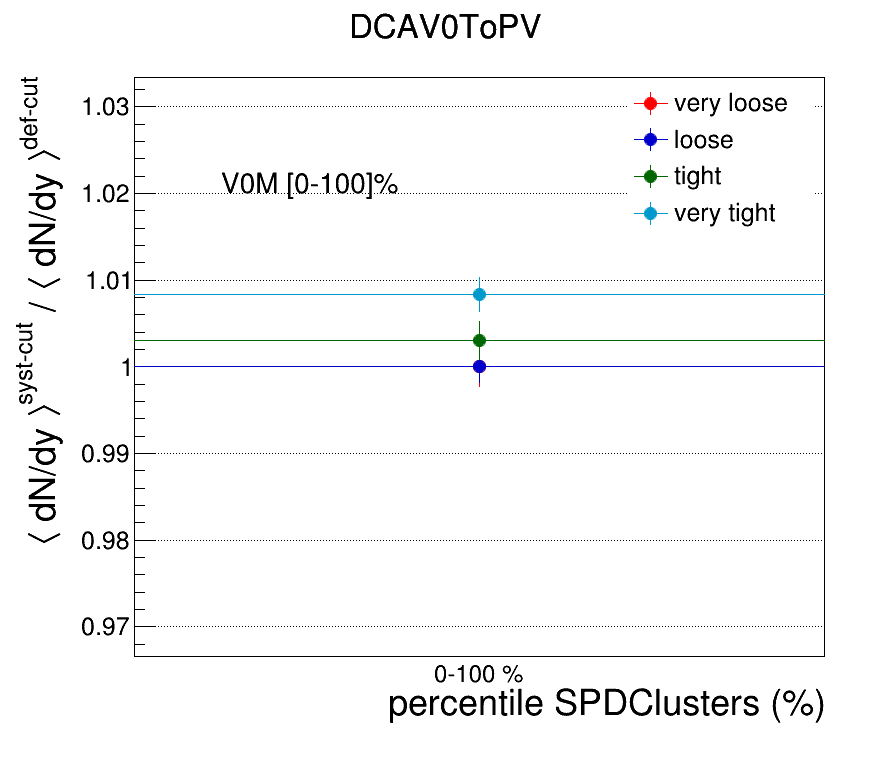 DCAV0ToPV
⟨ dN/dy ⟩^syst-cut / ⟨ dN/dy ⟩^def-cut
1.03
1.02
1.01
1
0.99
0.98
0.97
V0M [0-100]%
very loose
loose
tight
very tight
0-100 %
percentile SPDClusters (%)